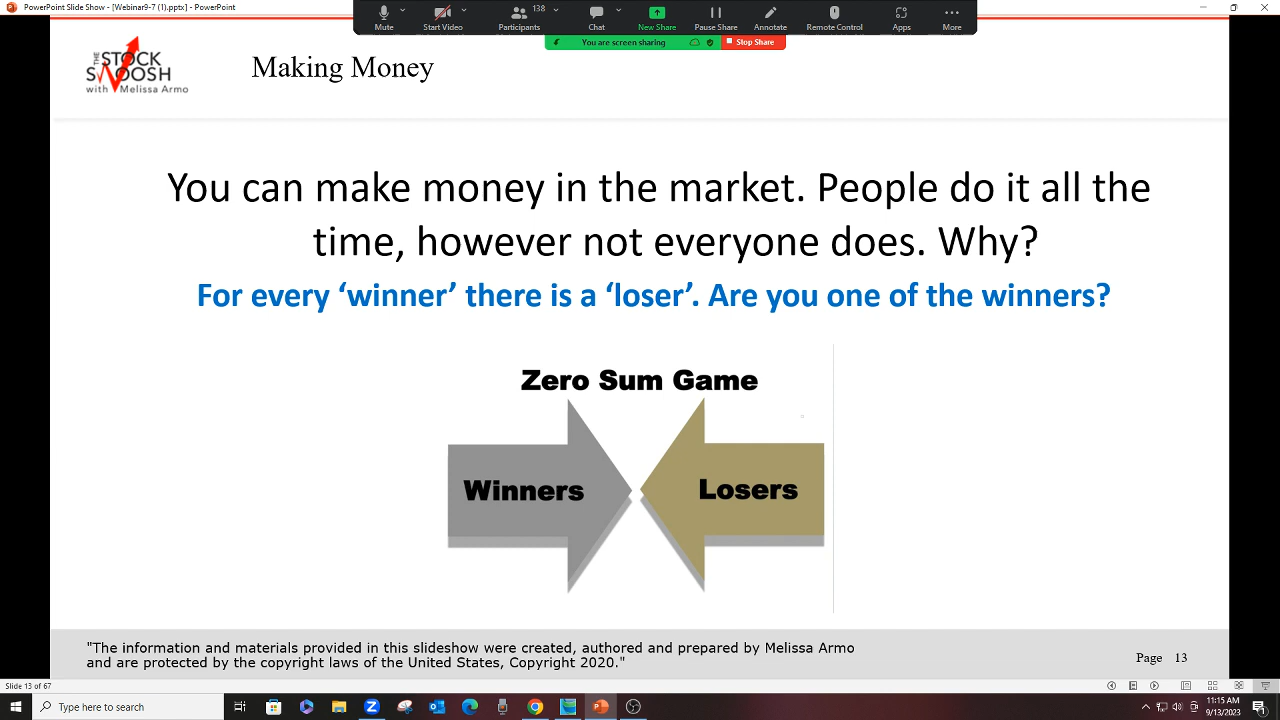 PowerPoint Slide Show - [Webinar9-7 (1).pptx] - PowerPoint
Mute
Start Video
138
Participants
Chat
New Share
Pause Share
Annotate
Remote Control
Apps
More
You are screen sharing
Stop Share
THE STOCK
SWOOSH
with Melissa Armo
Making Money
You can make money in the market. People do it all the
time, however not everyone does. Why?
For every ‘winner’ there is a ‘loser’. Are you one of the winners?
Zero Sum Game
Winners
Losers
"The information and materials provided in this slideshow were created, authored and prepared by Melissa Armo
and are protected by the copyright laws of the United States, Copyright 2020."
Page 13
Slide 13 of 67
Type here to search
11:15 AM
9/13/2023